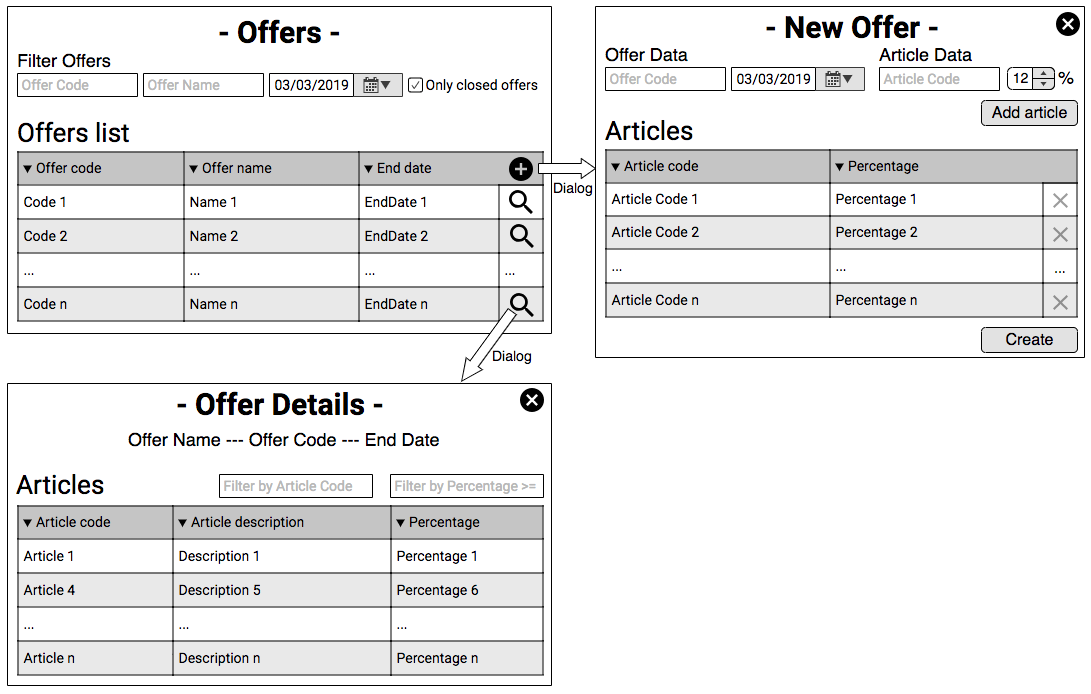 - Offers -
Filter Offers
Offer Code Offer Name 03/03/2019 Only closed offers
Offers list
Offer code Offer name End date
Code 1 Name 1 EndDate 1
Code 2 Name 2 EndDate 2
... ... ... ...
Code n Name n EndDate n
Dialog
- New Offer -
Offer Data Article Data
Offer Code 03/03/2019 Article Code 12 %
Add article
Articles
Article code Percentage
Article Code 1 Percentage 1
Article Code 2 Percentage 2
... ... ...
Article Code n Percentage n
Create
Dialog
- Offer Details -
Offer Name --- Offer Code --- End Date
Articles Filter by Article Code Filter by Percentage >=
Article code Article description Percentage
Article 1 Description 1 Percentage 1
Article 4 Description 5 Percentage 6
... ... ...
Article n Description n Percentage n